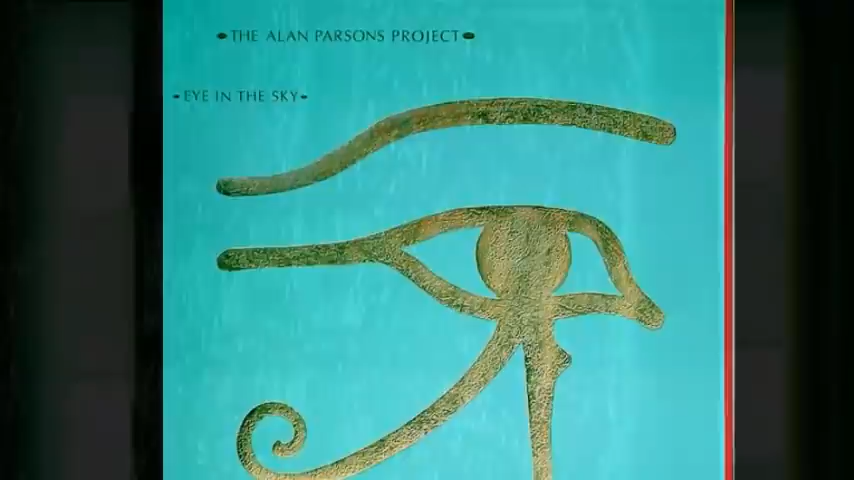 •THE ALAN PARSONS PROJECT•
•EYE IN THE SKY•